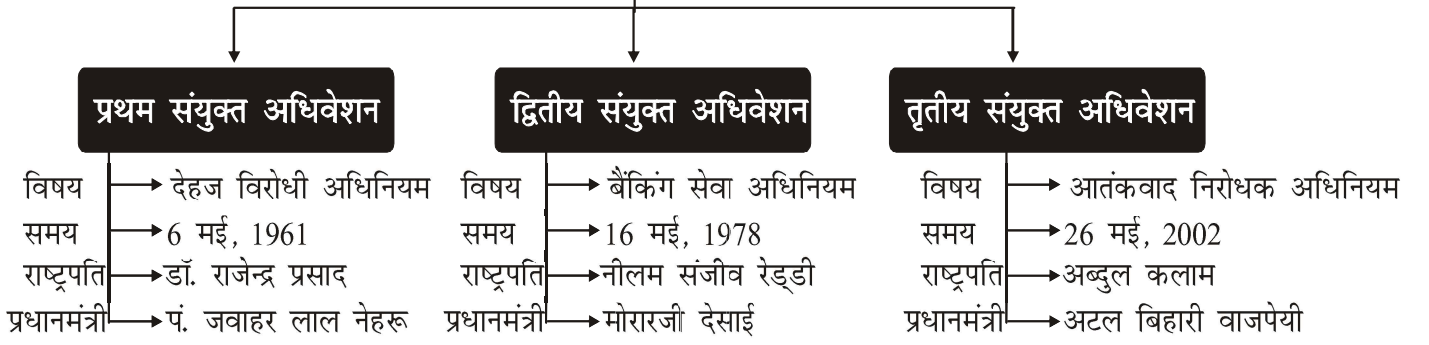 प्रथम संयुक्त अधिवेशन
विषय देहज विरोधी अधिनियम
समय 6 मई, 1961
राष्ट्रपति डॉ. राजेन्द्र प्रसाद
प्रधानमंत्री पं. जवाहर लाल नेहरू
द्वितीय संयुक्त अधिवेशन
विषय बैंकिंग सेवा अधिनियम
समय 16 मई, 1978
राष्ट्रपति नीलम संजीव रेड्डी
प्रधानमंत्री मोरारजी देसाई
तृतीय संयुक्त अधिवेशन
विषय आतंकवाद निरोधक अधिनियम
समय 26 मई, 2002
राष्ट्रपति अब्दुल कलाम
प्रधानमंत्री अटल बिहारी वाजपेयी